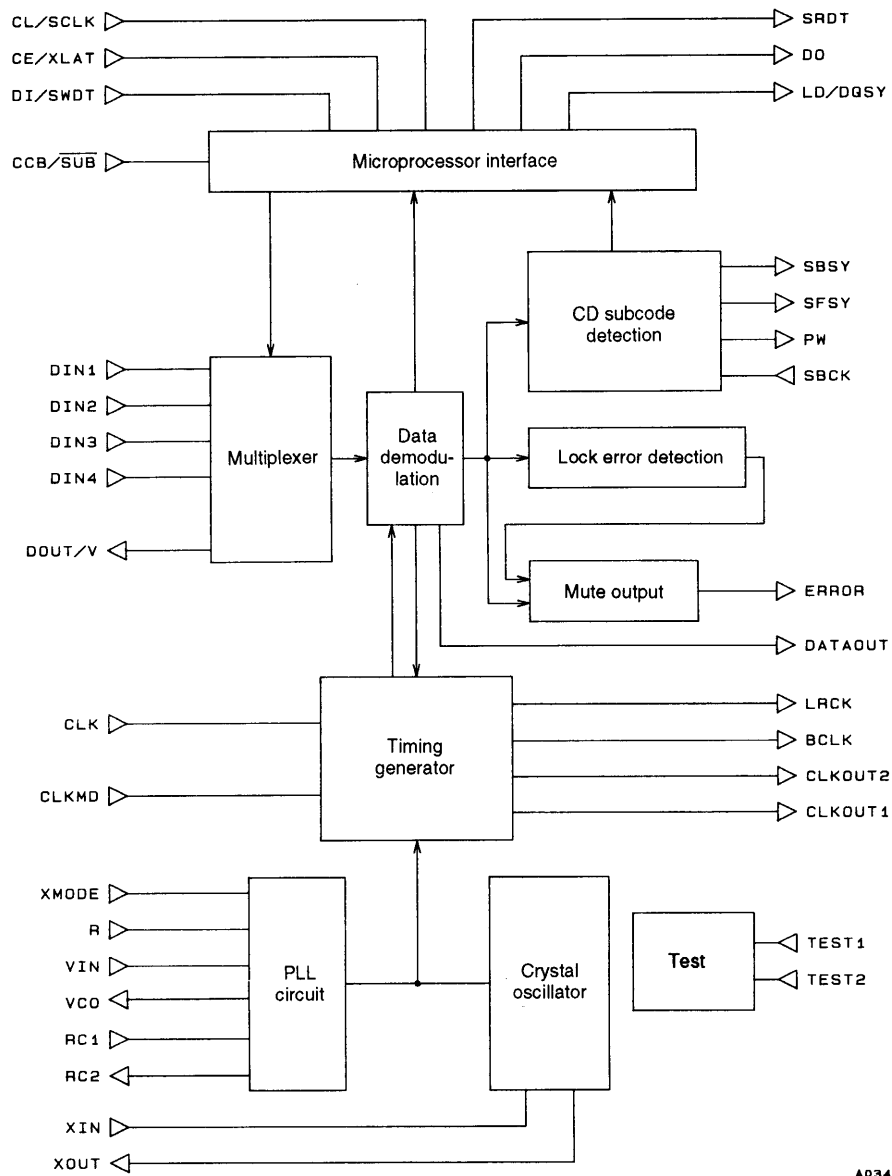 CL/SCLK
SRDT
CE/XLAT
DO
DI/SWDT
LD/DQSY
CCB/SUB
Microprocessor interface
SBSY
CD subcode
detection
SFSY
PW
SBCK
DIN1
DIN2
DIN3
DIN4
Multiplexer
Data
demodu-
lation
Lock error detection
DOUT/V
Mute output
ERROR
DATAOUT
CLK
Timing
generator
LRCK
BCLK
CLKOUT2
CLKMD
CLKOUT1
XMODE
R
VIN
VCO
RC1
RC2
PLL
circuit
Crystal
oscillator
Test
TEST1
TEST2
XIN
XOUT